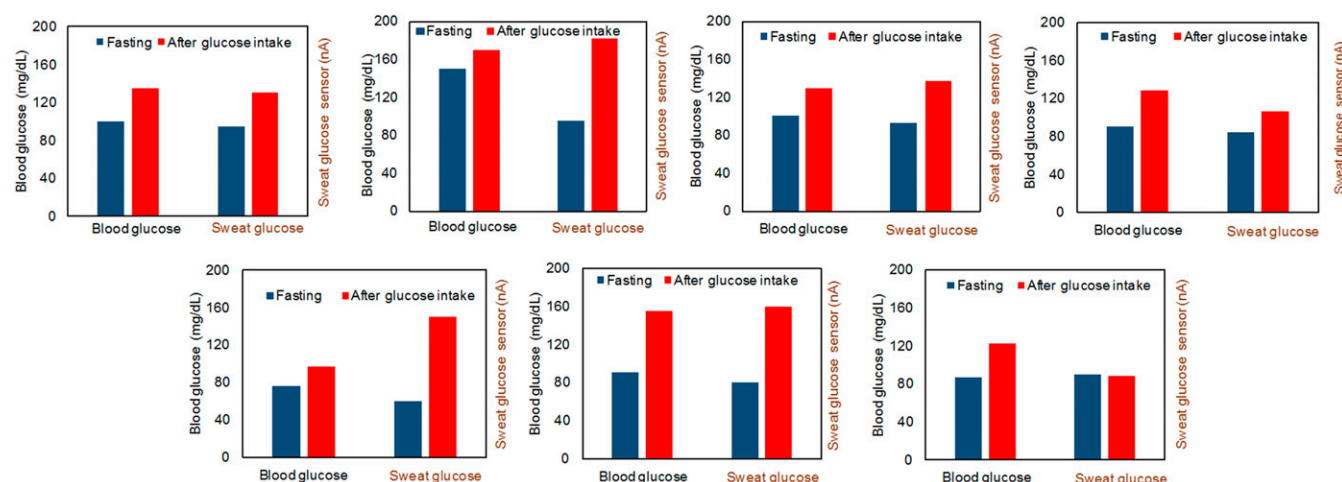 Blood glucose (mg/dL)
200
160
120
80
40
0
Fasting After glucose intake
Blood glucose Sweat glucose
Sweat glucose sensor (nA)
Blood glucose (mg/dL)
200
160
120
80
40
0
Fasting After glucose intake
Blood glucose Sweat glucose
Sweat glucose sensor (nA)
Blood glucose (mg/dL)
200
160
120
80
40
0
Fasting After glucose intake
Blood glucose Sweat glucose
Sweat glucose sensor (nA)
Blood glucose (mg/dL)
200
160
120
80
40
0
Fasting After glucose intake
Blood glucose Sweat glucose
Sweat glucose sensor (nA)
Blood glucose (mg/dL)
200
160
120
80
40
0
Fasting After glucose intake
Blood glucose Sweat glucose
Sweat glucose sensor (nA)
Blood glucose (mg/dL)
200
160
120
80
40
0
Fasting After glucose intake
Blood glucose Sweat glucose
Sweat glucose sensor (nA)
Blood glucose (mg/dL)
200
160
120
80
40
0
Fasting After glucose intake
Blood glucose Sweat glucose
Sweat glucose sensor (nA)